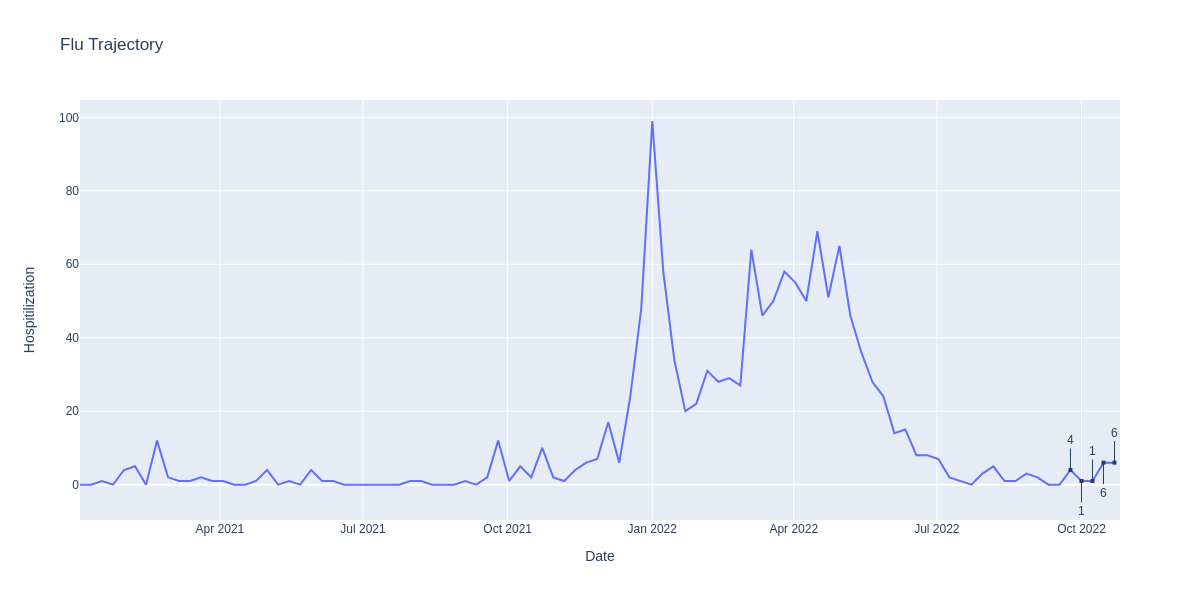 Flu Trajectory
100
80
60
40
20
0
Hospitilization
4
1
1
6
6
Apr 2021
Jul 2021
Oct 2021
Jan 2022
Apr 2022
Jul 2022
Oct 2022
Date